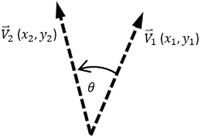 V⃗₂ (x₂, y₂)
V⃗₁ (x₁, y₁)
θ